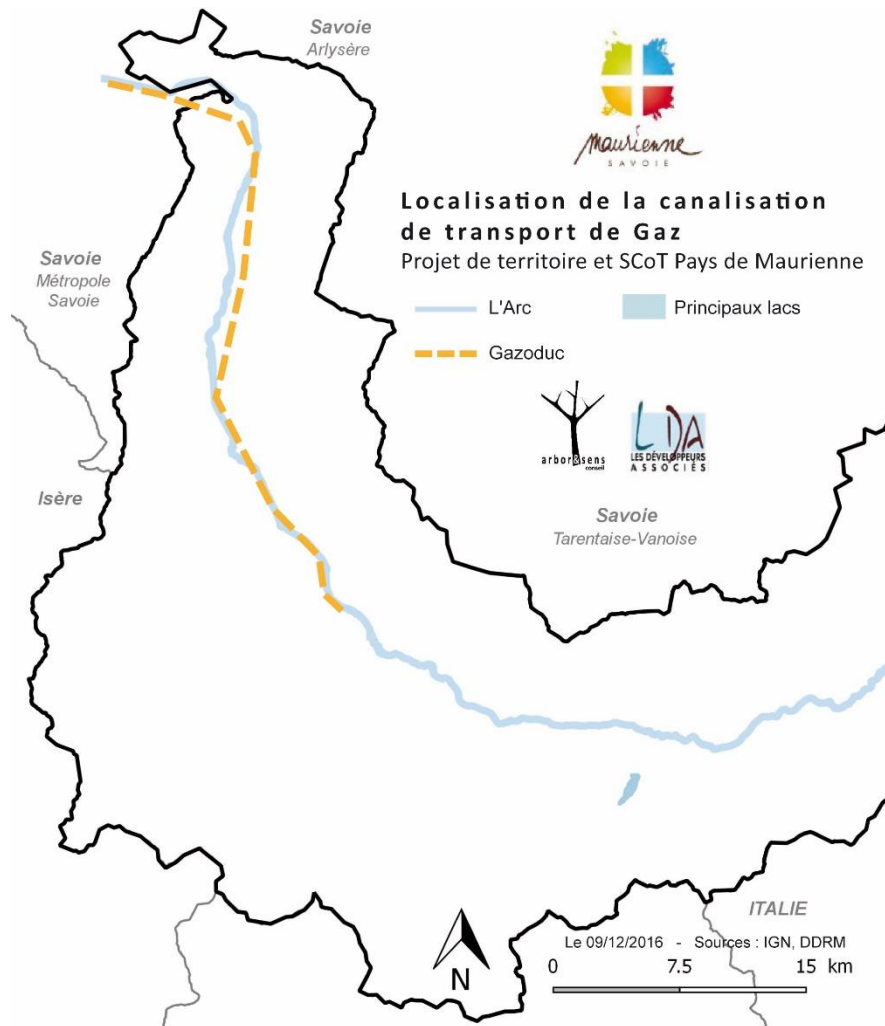 Savoie
Arlysère
Maurienne
SAVOIE
Localisation de la canalisation
de transport de Gaz
Projet de territoire et SCoT Pays de Maurienne
L'Arc
Principaux lacs
Gazoduc
Savoie
Métropole
Savoie
arbor&sens
conseil
LDA
LES DÉVELOPPEURS
ASSOCIÉS
Isère
Savoie
Tarentaise-Vanoise
ITALIE
Le 09/12/2016 - Sources : IGN, DDRM
0 7.5 15 km
N